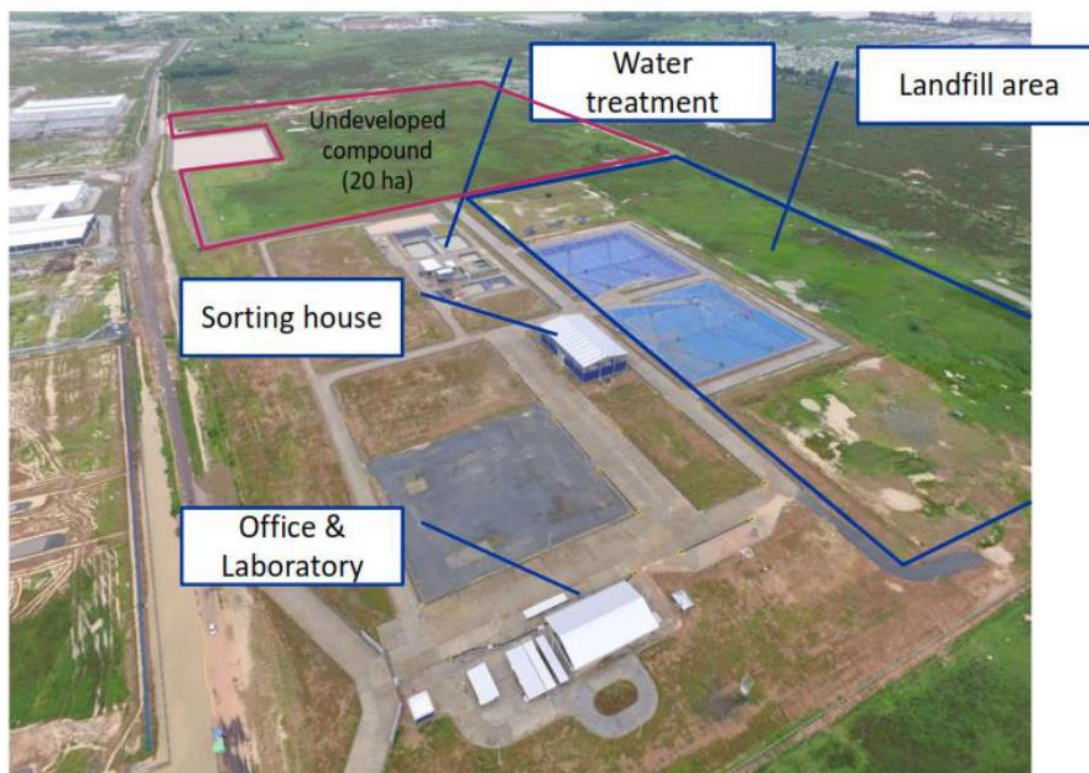 Water
treatment
Landfill area
Undeveloped
compound
(20 ha)
Sorting house
Office &
Laboratory